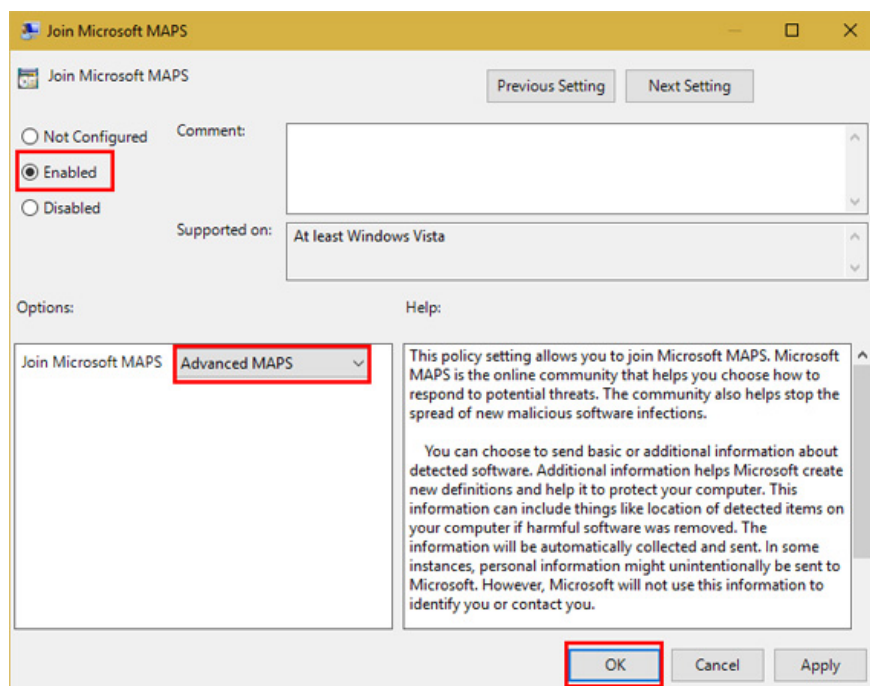 Join Microsoft MAPS
Join Microsoft MAPS
Previous Setting
Next Setting
Not Configured
Comment:
Enabled
Disabled
Supported on:
At least Windows Vista
Options:
Help:
Join Microsoft MAPS
Advanced MAPS
This policy setting allows you to join Microsoft MAPS. Microsoft
MAPS is the online community that helps you choose how to
respond to potential threats. The community also helps stop the
spread of new malicious software infections.
You can choose to send basic or additional information about
detected software. Additional information helps Microsoft create
new definitions and help it to protect your computer. This
information can include things like location of detected items on
your computer if harmful software was removed. The
information will be automatically collected and sent. In some
instances, personal information might unintentionally be sent to
Microsoft. However, Microsoft will not use this information to
identify you or contact you.
OK
Cancel
Apply